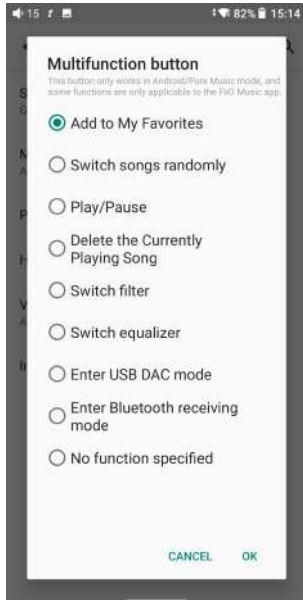 15 82% 15:14
Multifunction button
This button only works in Android/Pure Music mode, and
some functions are only applicable to the FiiO Music app.
Add to My Favorites
Switch songs randomly
Play/Pause
Delete the Currently
Playing Song
Switch filter
Switch equalizer
Enter USB DAC mode
Enter Bluetooth receiving
mode
No function specified
CANCEL OK